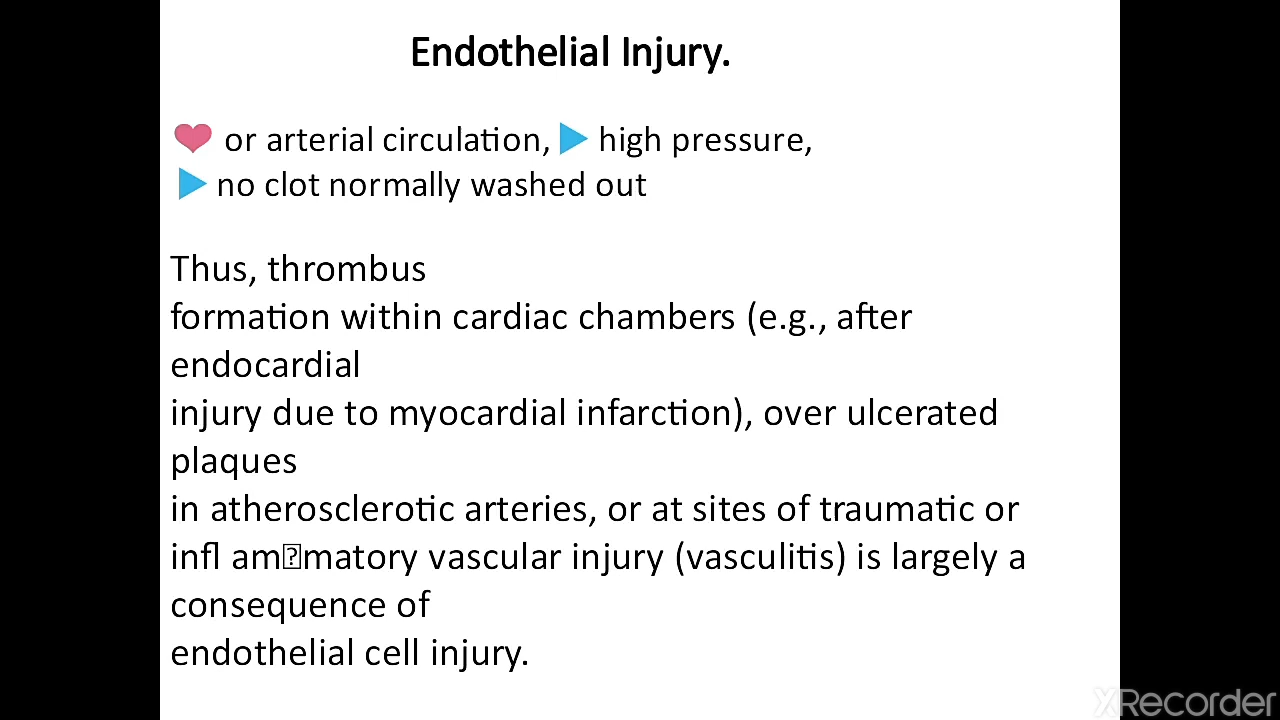 Endothelial Injury.
❤ or arterial circulation, ▶ high pressure,
▶ no clot normally washed out
Thus, thrombus
formation within cardiac chambers (e.g., after
endocardial
injury due to myocardial infarction), over ulcerated
plaques
in atherosclerotic arteries, or at sites of traumatic or
infl am⍰matory vascular injury (vasculitis) is largely a
consequence of
endothelial cell injury.
XRecorder